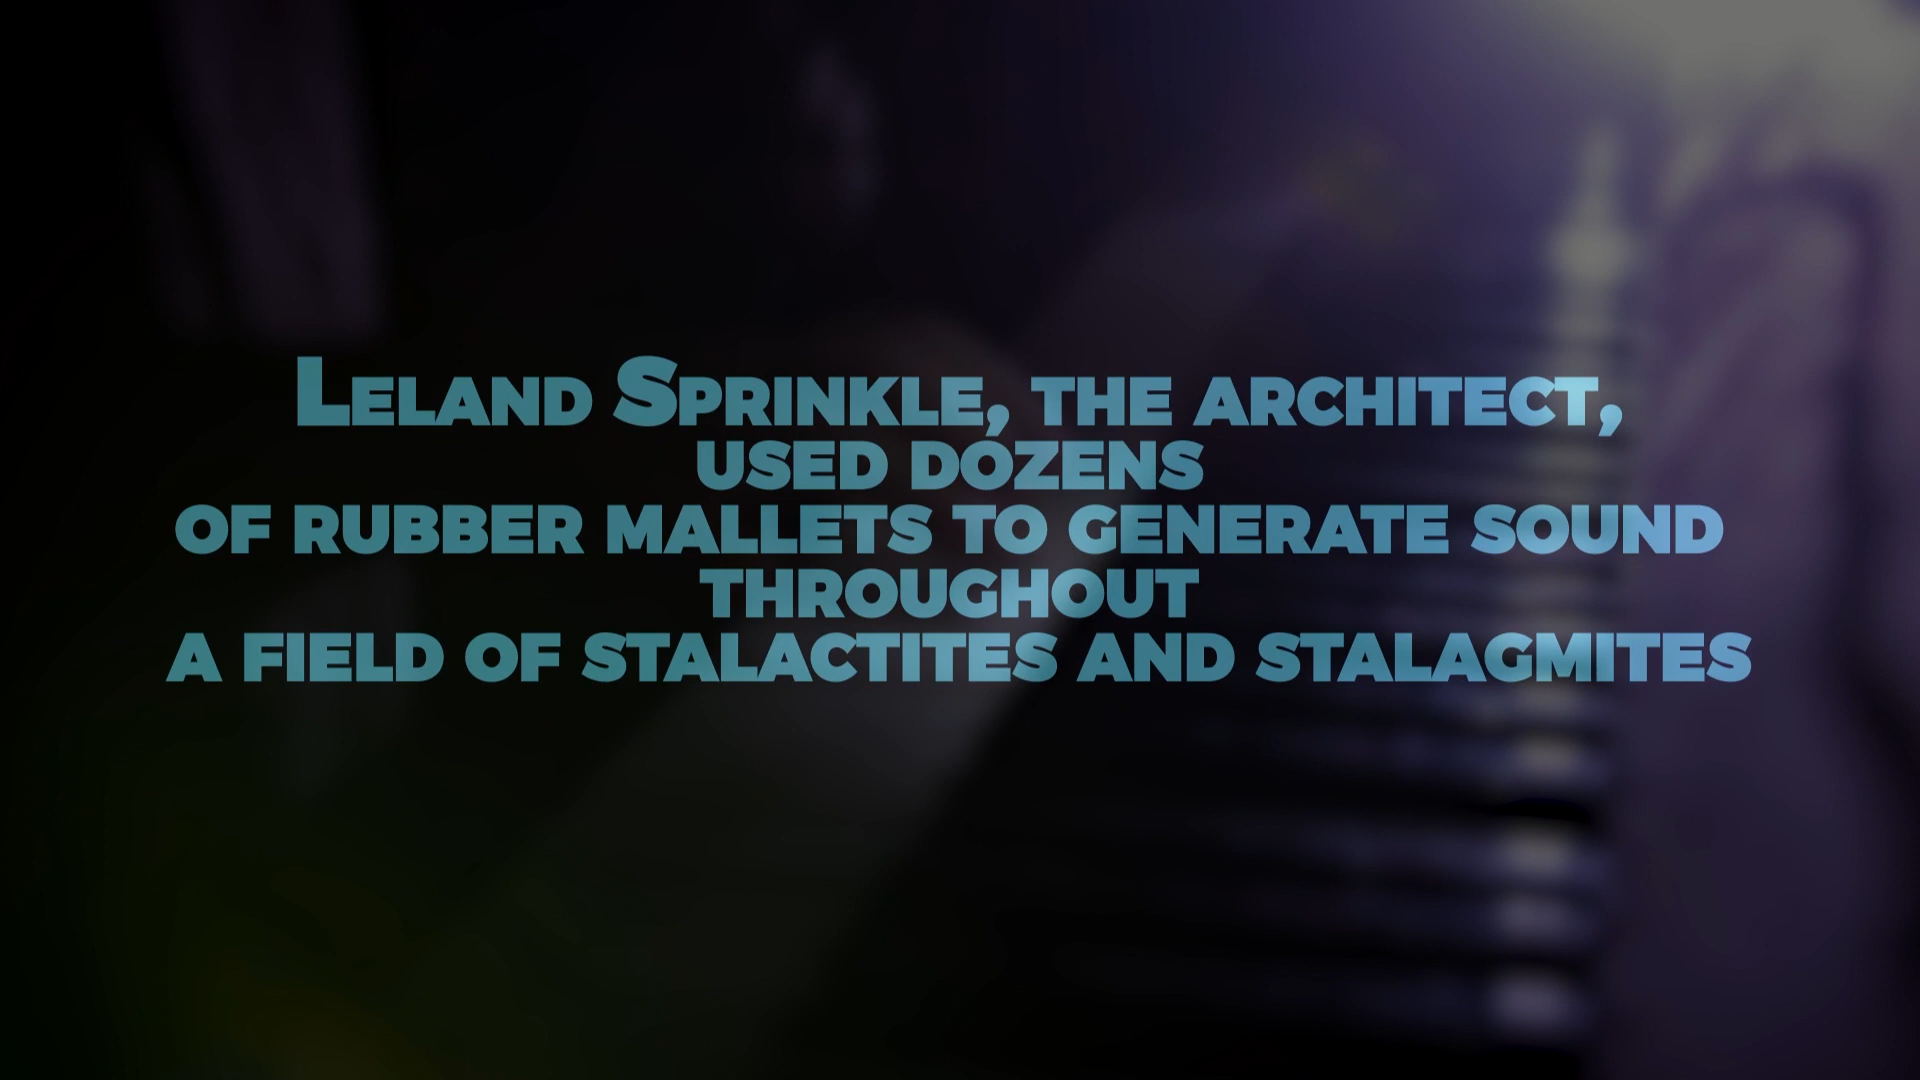 Leland Sprinkle, the architect,
used dozens
of rubber mallets to generate sound
throughout
a field of stalactites and stalagmites